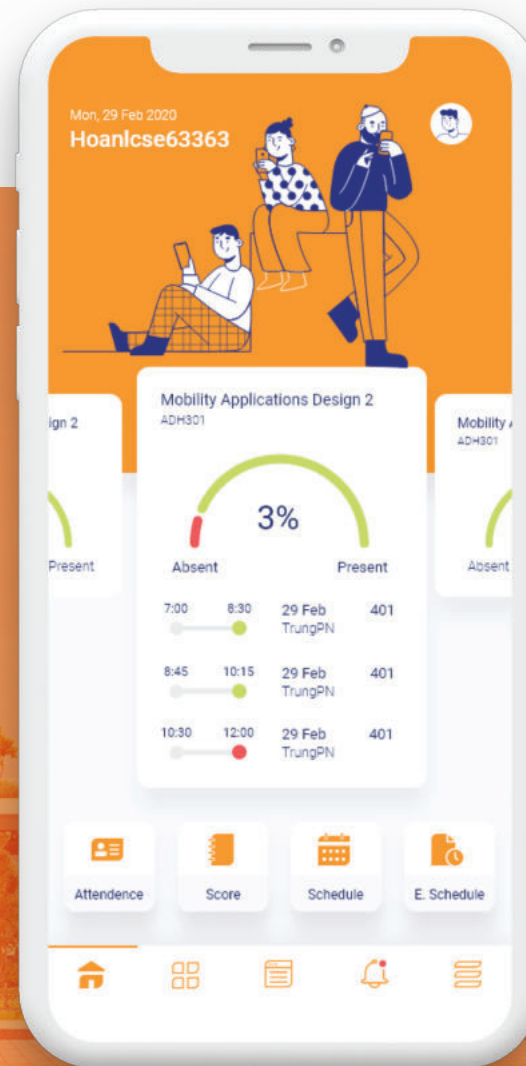 Mon, 29 Feb 2020
Hoanlcse63363
ign 2
Present
Mobility Applications Design 2
ADH301
3%
Absent Present
7:00 8:30 29 Feb 401
TrungPN
8:45 10:15 29 Feb 401
TrungPN
10:30 12:00 29 Feb 401
TrungPN
Mobility
ADH301
Absent
Attendence Score Schedule E. Schedule